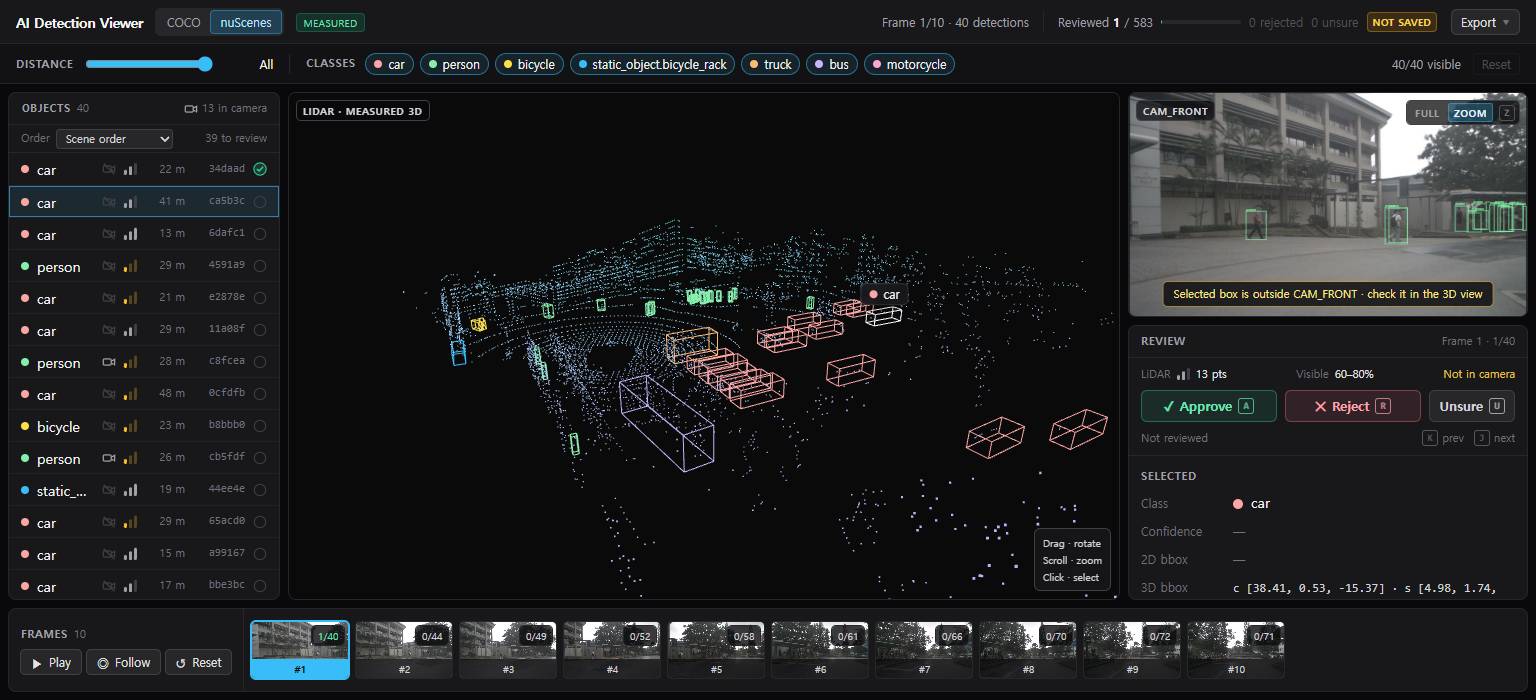 AI Detection Viewer COCO nuScenes MEASURED Frame 1/10 · 40 detections Reviewed 1 / 583 0 rejected 0 unsure NOT SAVED Export
DISTANCE All CLASSES car person bicycle static_object.bicycle_rack truck bus motorcycle 40/40 visible Reset
OBJECTS 40 13 in camera
Order Scene order 39 to review
car 22 m 34daad
car 41 m ca5b3c
car 13 m 6dafc1
person 29 m 4591a9
car 21 m e2878e
car 29 m 11a08f
person 28 m c8fcea
car 48 m 0cfdfb
bicycle 23 m b8bbb0
person 26 m cb5fdf
static_... 19 m 44ee4e
car 29 m 65acd0
car 15 m a99167
car 17 m bbe3bc
LIDAR · MEASURED 3D
car
Drag · rotate
Scroll · zoom
Click · select
CAM_FRONT FULL ZOOM Z
Selected box is outside CAM_FRONT · check it in the 3D view
REVIEW Frame 1 · 1/40
LIDAR 13 pts Visible 60–80% Not in camera
Approve A Reject R Unsure U
Not reviewed K prev J next
SELECTED
Class car
Confidence —
2D bbox —
3D bbox c [38.41, 0.53, -15.37] · s [4.98, 1.74,
FRAMES 10
Play Follow Reset
1/40 0/44 0/49 0/52 0/58 0/61 0/66 0/70 0/72 0/71
#1 #2 #3 #4 #5 #6 #7 #8 #9 #10